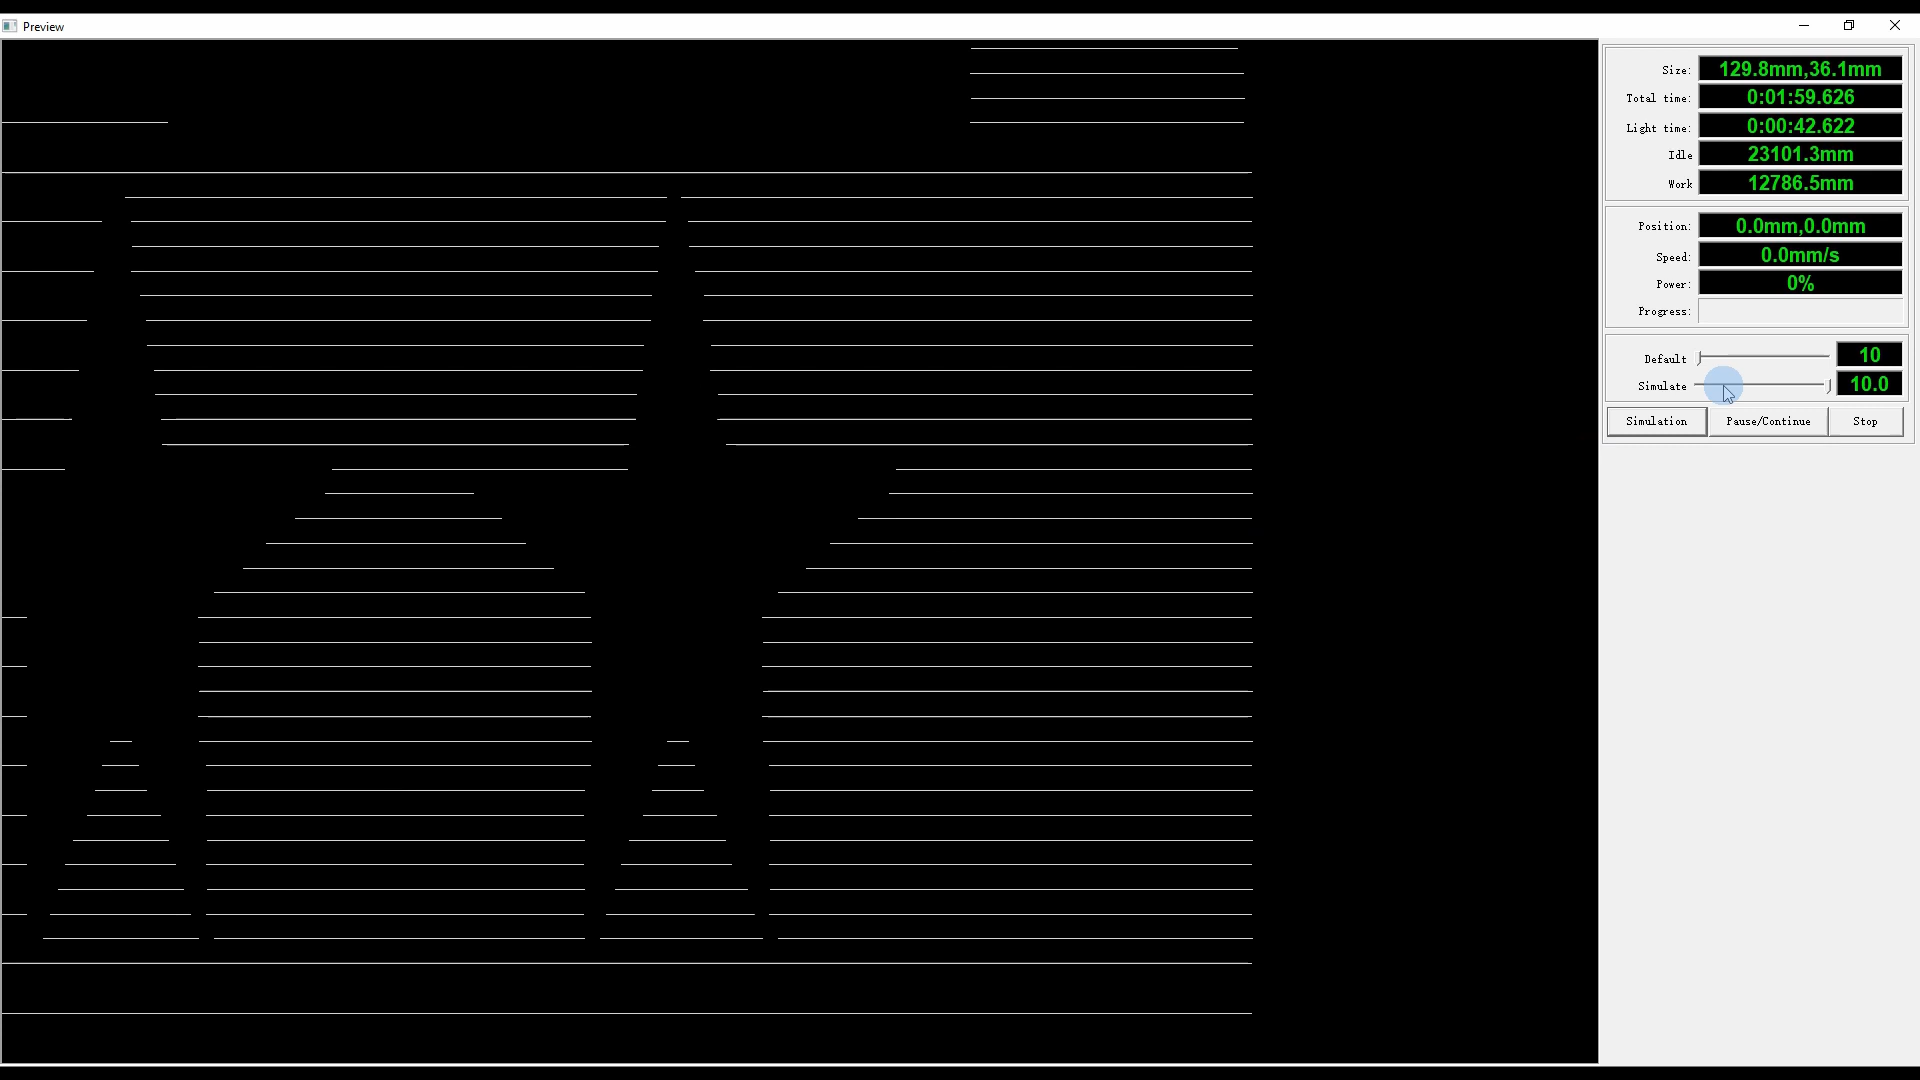 Preview
Size: 129.8mm,36.1mm
Total time: 0:01:59.626
Light time: 0:00:42.622
Idle 23101.3mm
Work 12786.5mm
Position: 0.0mm,0.0mm
Speed: 0.0mm/s
Power: 0%
Progress:
Default 10
Simulate 10.0
Simulation Pause/Continue Stop